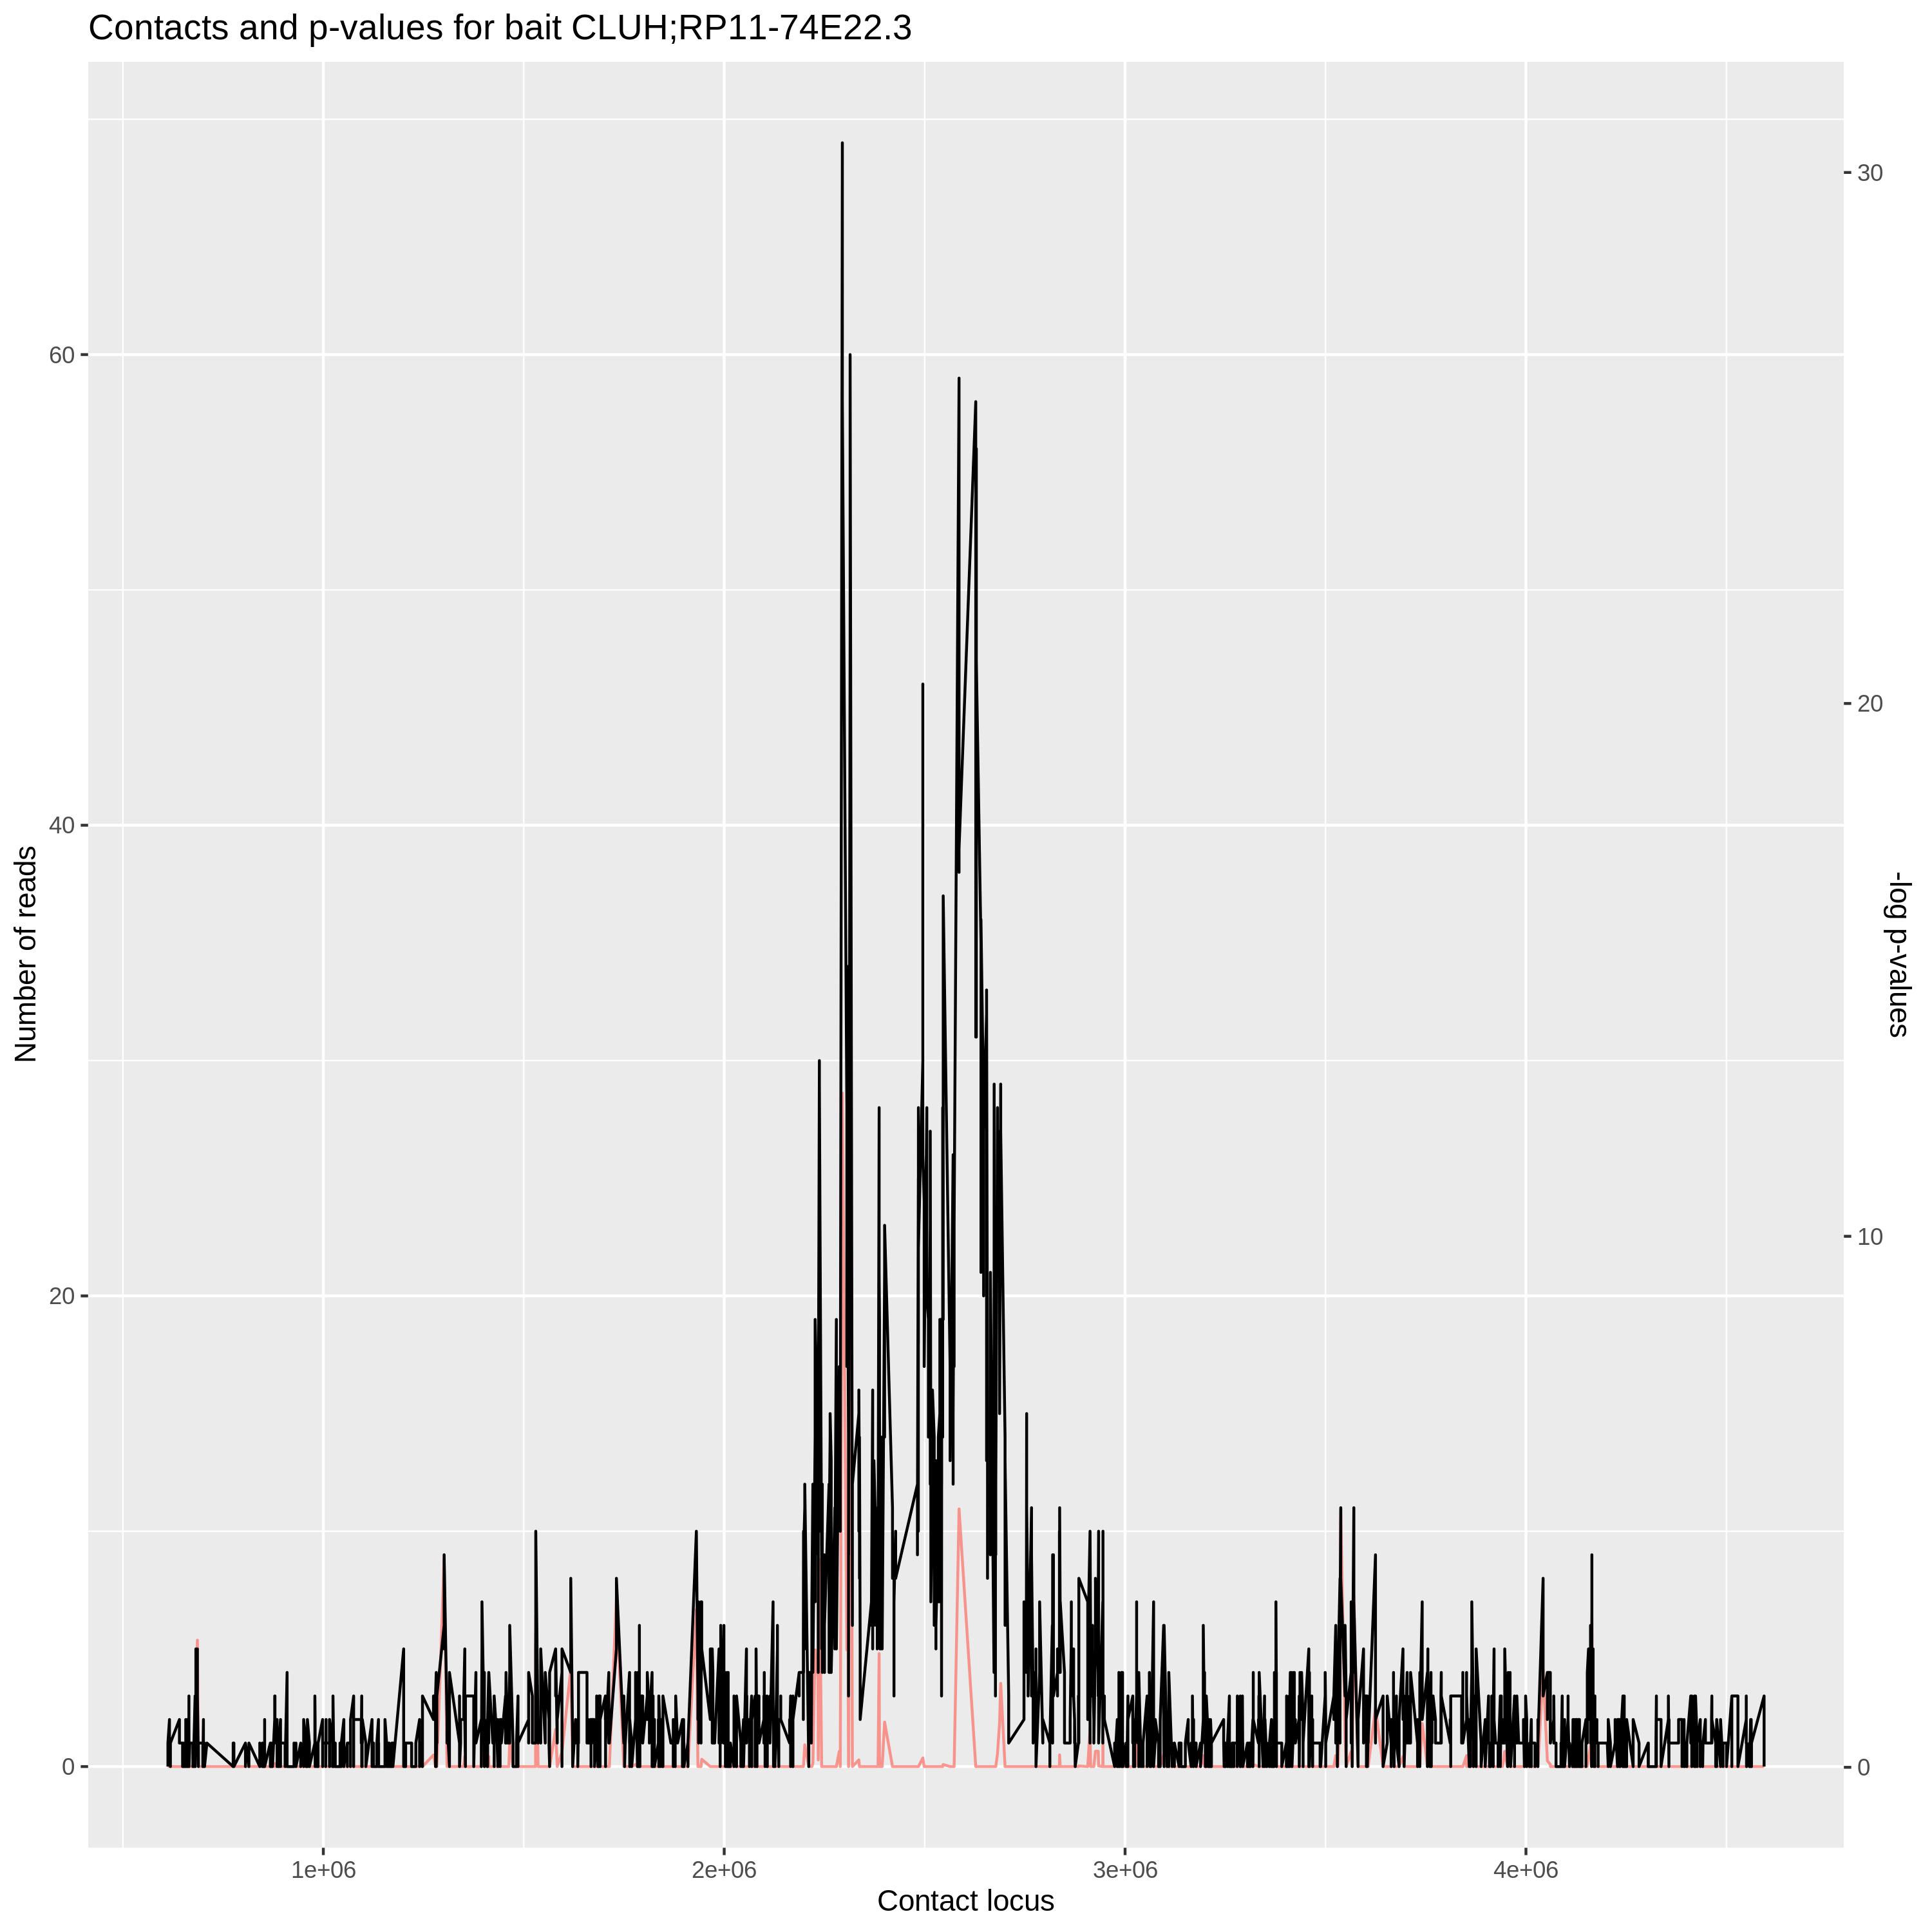 Contacts and p-values for bait CLUH;RP11-74E22.3
Number of reads
60
40
20
0
30
20
10
0
-log p-values
1e+06
2e+06
3e+06
4e+06
Contact locus